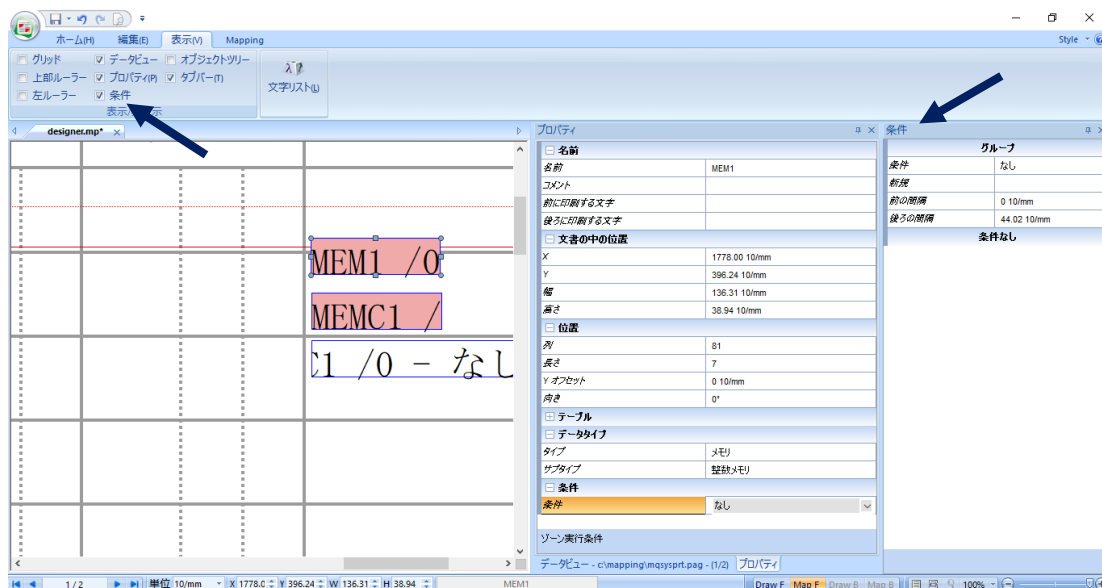 ホーム(H) 編集(E) 表示(V) Mapping Style
グリッド データビュー オブジェクトツリー
上部ルーラー プロパティ(P) タブバー(T)
左ルーラー 条件
文字リスト(L)
表示 示
designer.mp*
MEM1 /0
MEMC1 /
C1 /0 - なし
プロパティ
名前
名前 MEM1
コメント
前に印刷する文字
後ろに印刷する文字
文書の中の位置
X 1778.00 10/mm
Y 396.24 10/mm
幅 136.31 10/mm
高さ 38.94 10/mm
位置
列 81
長さ 7
Y オフセット 0 10/mm
向き 0°
テーブル
データタイプ
タイプ メモリ
サブタイプ 整数メモリ
条件
条件 なし
ゾーン実行条件
データビュー - c:\mapping\mqsysprt.pag - (1/2) プロパティ
条件
グループ
条件 なし
新規
前の間隔 0 10/mm
後ろの間隔 44.02 10/mm
条件なし
1 / 2 単位 10/mm X 1778.0 Y 396.24 W 136.31 H 38.94 MEM1 Draw F Map F Draw B Map B 100%